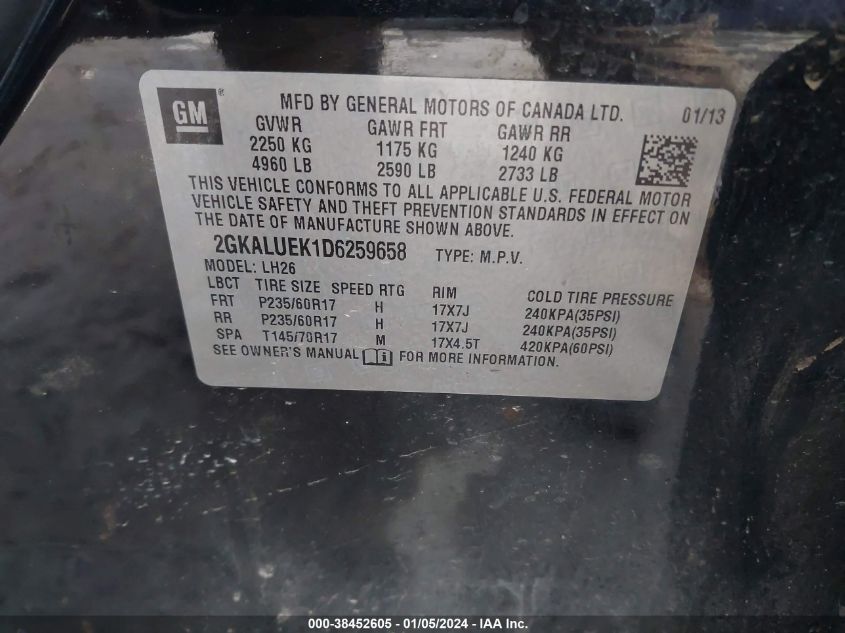 GM ®
MFD BY GENERAL MOTORS OF CANADA LTD. 01/13
GVWR GAWR FRT GAWR RR
2250 KG 1175 KG 1240 KG
4960 LB 2590 LB 2733 LB
THIS VEHICLE CONFORMS TO ALL APPLICABLE U.S. FEDERAL MOTOR
VEHICLE SAFETY AND THEFT PREVENTION STANDARDS IN EFFECT ON
THE DATE OF MANUFACTURE SHOWN ABOVE.
2GKALUEK1D6259658 TYPE: M.P.V.
MODEL: LH26
LBCT TIRE SIZE SPEED RTG RIM COLD TIRE PRESSURE
FRT P235/60R17 H 17X7J 240KPA(35PSI)
RR P235/60R17 H 17X7J 240KPA(35PSI)
SPA T145/70R17 M 17X4.5T 420KPA(60PSI)
SEE OWNER'S MANUAL i FOR MORE INFORMATION.
000-38452605 - 01/05/2024 - IAAI Inc.